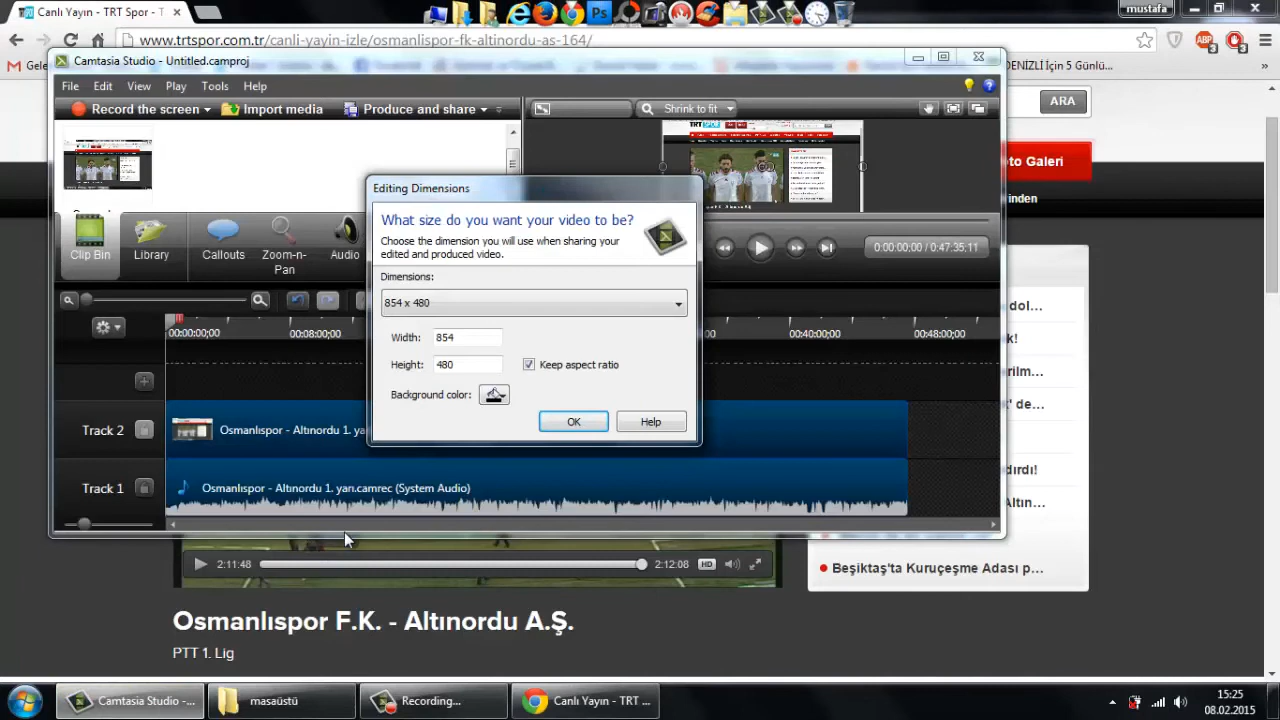 Canlı Yayın - TRT Spor - T
mustafa
www.trtspor.com.tr/canli-yayin-izle/osmanlispor-fk-altinordu-as-164/
Camtasia Studio - Untitled.camproj
DENİZLİ İçin 5 Günlü...
File Edit View Play Tools Help
Record the screen Import media Produce and share
Shrink to fit
ARA
oto Galeri
inden
Editing Dimensions
What size do you want your video to be?
Choose the dimension you will use when sharing your
edited and produced video.
Dimensions:
854 x 480
Width: 854
Height: 480 Keep aspect ratio
Background color:
OK Help
Clip Bin Library Callouts Zoom-n-
Pan Audio
0:00:00;00 / 0:47:35;11
00:00:00;00 00:08:00;00 00:40:00;00 00:48:00;00
Track 2 Osmanlıspor - Altınordu 1. ya
Track 1 Osmanlıspor - Altınordu 1. yarı.camrec (System Audio)
2:11:48 2:12:08 HD
Beşiktaş'ta Kuruçeşme Adası p...
Osmanlıspor F.K. - Altınordu A.Ş.
PTT 1. Lig
Camtasia Studio -... masaüstü Recording... Canlı Yayın - TRT ...
15:25
08.02.2015